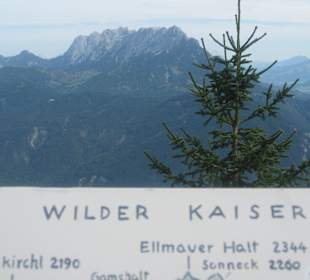 WILDER KAISER
Ellmauer Halt 2344
kirchl 2190 Sonneck 2260
Gamshalt